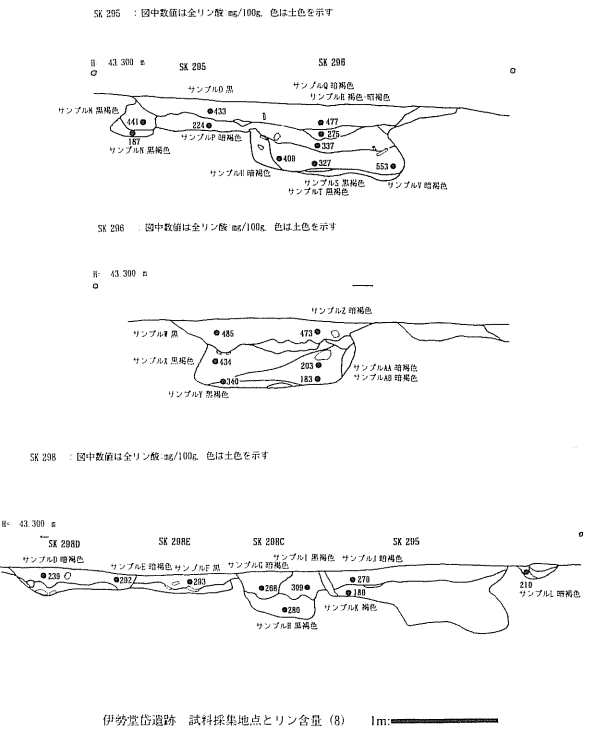 SK 295 : 図中数値は全リン酸:mg/100g, 色は土色を示す
H- 43.300 m
SK 295 SK 296
サンプルO 黒
サンプルQ 暗褐色
サンプルR 褐色-暗褐色
サンプルN 黒褐色
433
441
224
477
275
187
サンプルN 黒褐色
サンプルP 暗褐色
337
400
327
553
サンプルU 暗褐色
サンプルS 黒褐色
サンプルT 黒褐色
サンプルV 暗褐色
SK 296 : 図中数値は全リン酸:mg/100g, 色は土色を示す
H- 43.300 m
サンプルZ 暗褐色
サンプルW 黒
485
473
サンプルX 黒褐色
434
203
サンプルAA 暗褐色
340
183
サンプルAB 暗褐色
サンプルY 黒褐色
SK 298 : 図中数値は全リン酸:mg/100g, 色は土色を示す
H= 43.300 m
SK 298D SK 298E SK 298C SK 295
サンプルD 暗褐色
サンプルE 暗褐色
サンプルF 黒
サンプルG 暗褐色
サンプルI 黒褐色
サンプルJ 暗褐色
239
202
203
268
309
270
180
210
サンプルL 暗褐色
サンプルK 褐色
280
サンプルH 黒褐色
伊勢堂岱遺跡 試料採集地点とリン含量 (8) 1m: